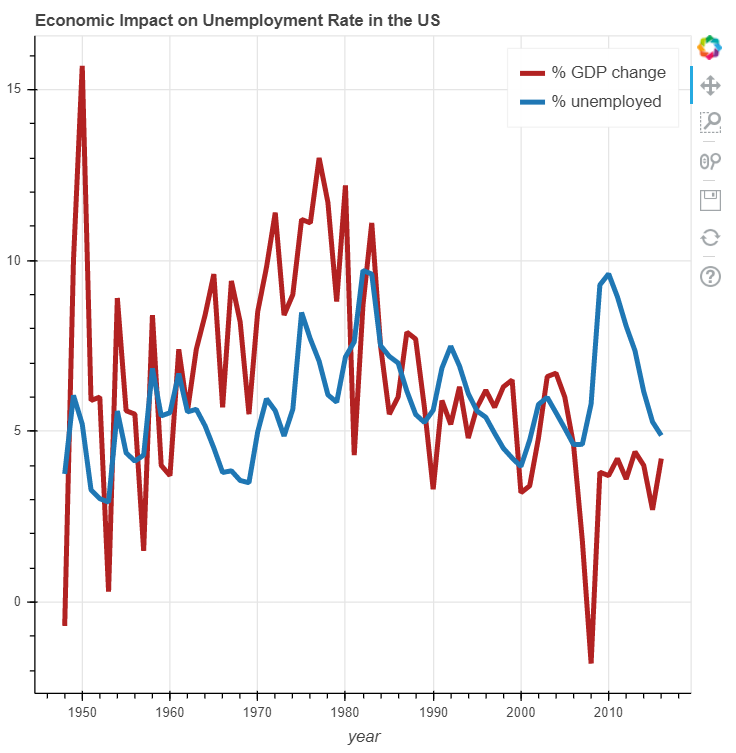 Economic Impact on Unemployment Rate in the US
% GDP change
% unemployed
15
10
5
0
1950 1960 1970 1980 1990 2000 2010
year